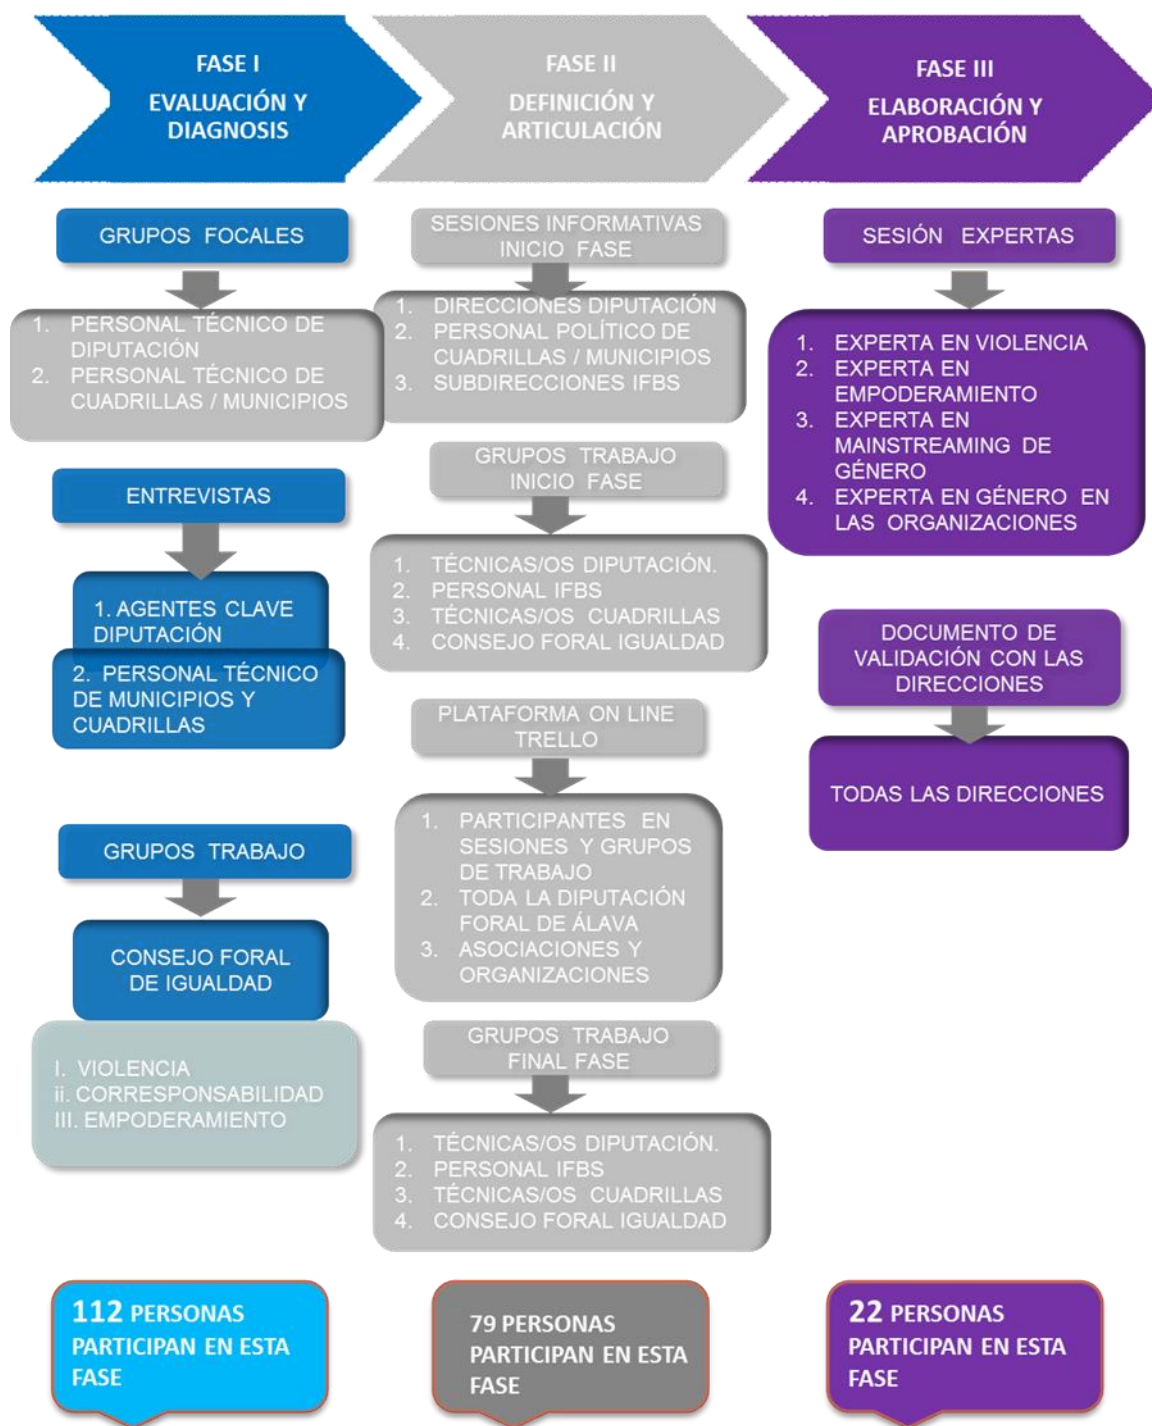 FASE I
EVALUACIÓN Y
DIAGNOSIS
FASE II
DEFINICIÓN Y
ARTICULACIÓN
FASE III
ELABORACIÓN Y
APROBACIÓN
GRUPOS FOCALES
1. PERSONAL TÉCNICO DE
DIPUTACIÓN
2. PERSONAL TÉCNICO DE
CUADRILLAS / MUNICIPIOS
ENTREVISTAS
1. AGENTES CLAVE
DIPUTACIÓN
2. PERSONAL TÉCNICO
DE MUNICIPIOS Y
CUADRILLAS
GRUPOS TRABAJO
CONSEJO FORAL
DE IGUALDAD
I. VIOLENCIA
ii. CORRESPONSABILIDAD
III. EMPODERAMIENTO
SESIONES INFORMATIVAS
INICIO FASE
1. DIRECCIONES DIPUTACIÓN
2. PERSONAL POLÍTICO DE
CUADRILLAS / MUNICIPIOS
3. SUBDIRECCIONES IFBS
GRUPOS TRABAJO
INICIO FASE
1. TÉCNICAS/OS DIPUTACIÓN.
2. PERSONAL IFBS
3. TÉCNICAS/OS CUADRILLAS
4. CONSEJO FORAL IGUALDAD
PLATAFORMA ON LINE
TRELLO
1. PARTICIPANTES EN
SESIONES Y GRUPOS
DE TRABAJO
2. TODA LA DIPUTACIÓN
FORAL DE ÁLAVA
3. ASOCIACIONES Y
ORGANIZACIONES
GRUPOS TRABAJO
FINAL FASE
1. TÉCNICAS/OS DIPUTACIÓN.
2. PERSONAL IFBS
3. TÉCNICAS/OS CUADRILLAS
4. CONSEJO FORAL IGUALDAD
SESIÓN EXPERTAS
1. EXPERTA EN VIOLENCIA
2. EXPERTA EN
EMPODERAMIENTO
3. EXPERTA EN
MAINSTREAMING DE
GÉNERO
4. EXPERTA EN GÉNERO EN
LAS ORGANIZACIONES
DOCUMENTO DE
VALIDACIÓN CON LAS
DIRECCIONES
TODAS LAS DIRECCIONES
112 PERSONAS
PARTICIPAN EN ESTA
FASE
79 PERSONAS
PARTICIPAN EN ESTA
FASE
22 PERSONAS
PARTICIPAN EN ESTA
FASE